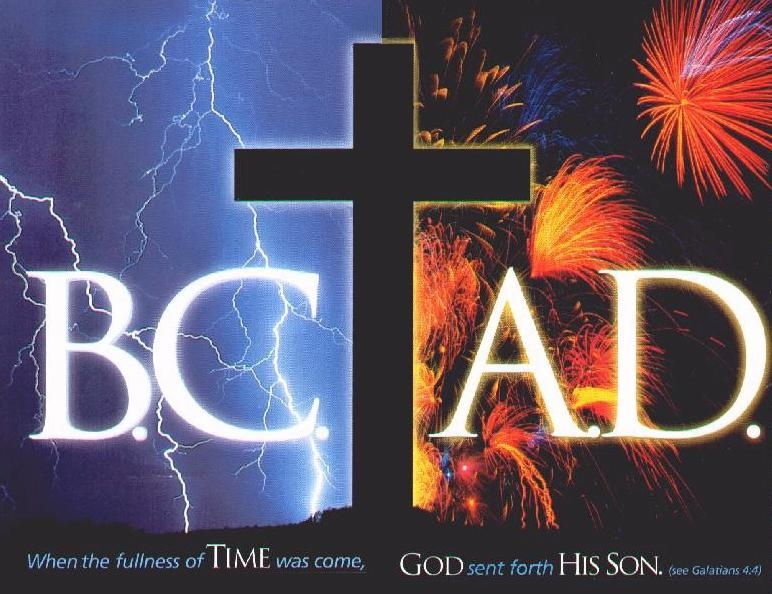 B.C. A.D.
When the fullness of TIME was come, GOD sent forth HIS SON. (see Galatians 4:4)